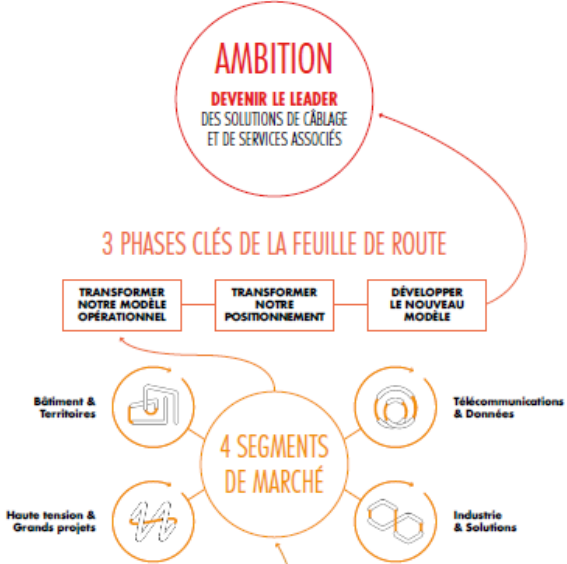 AMBITION
DEVENIR LE LEADER
DES SOLUTIONS DE CÂBLAGE
ET DE SERVICES ASSOCIÉS
3 PHASES CLÉS DE LA FEUILLE DE ROUTE
TRANSFORMER
NOTRE MODÈLE
OPÉRATIONNEL
TRANSFORMER
NOTRE
POSITIONNEMENT
DÉVELOPPER
LE NOUVEAU
MODÈLE
Bâtiment &
Territoires
Télécommunications
& Données
4 SEGMENTS
DE MARCHÉ
Haute tension &
Grands projets
Industrie
& Solutions